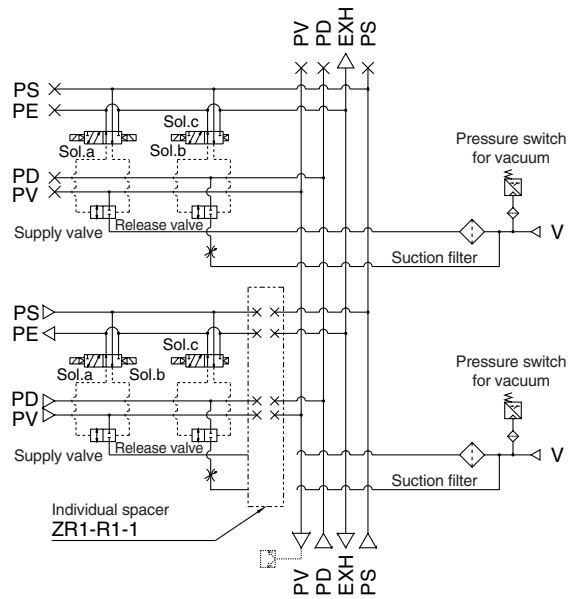 PV PD EXH PS
PS
PE
Sol.c
Sol.a
Sol.b
Pressure switch
for vacuum
PD
PV
Supply valve
Release valve
V
Suction filter
PS
PE
Sol.c
Sol.a
Sol.b
Pressure switch
for vacuum
PD
PV
Supply valve
Release valve
V
Suction filter
Individual spacer
ZR1-R1-1
PV PD EXH PS